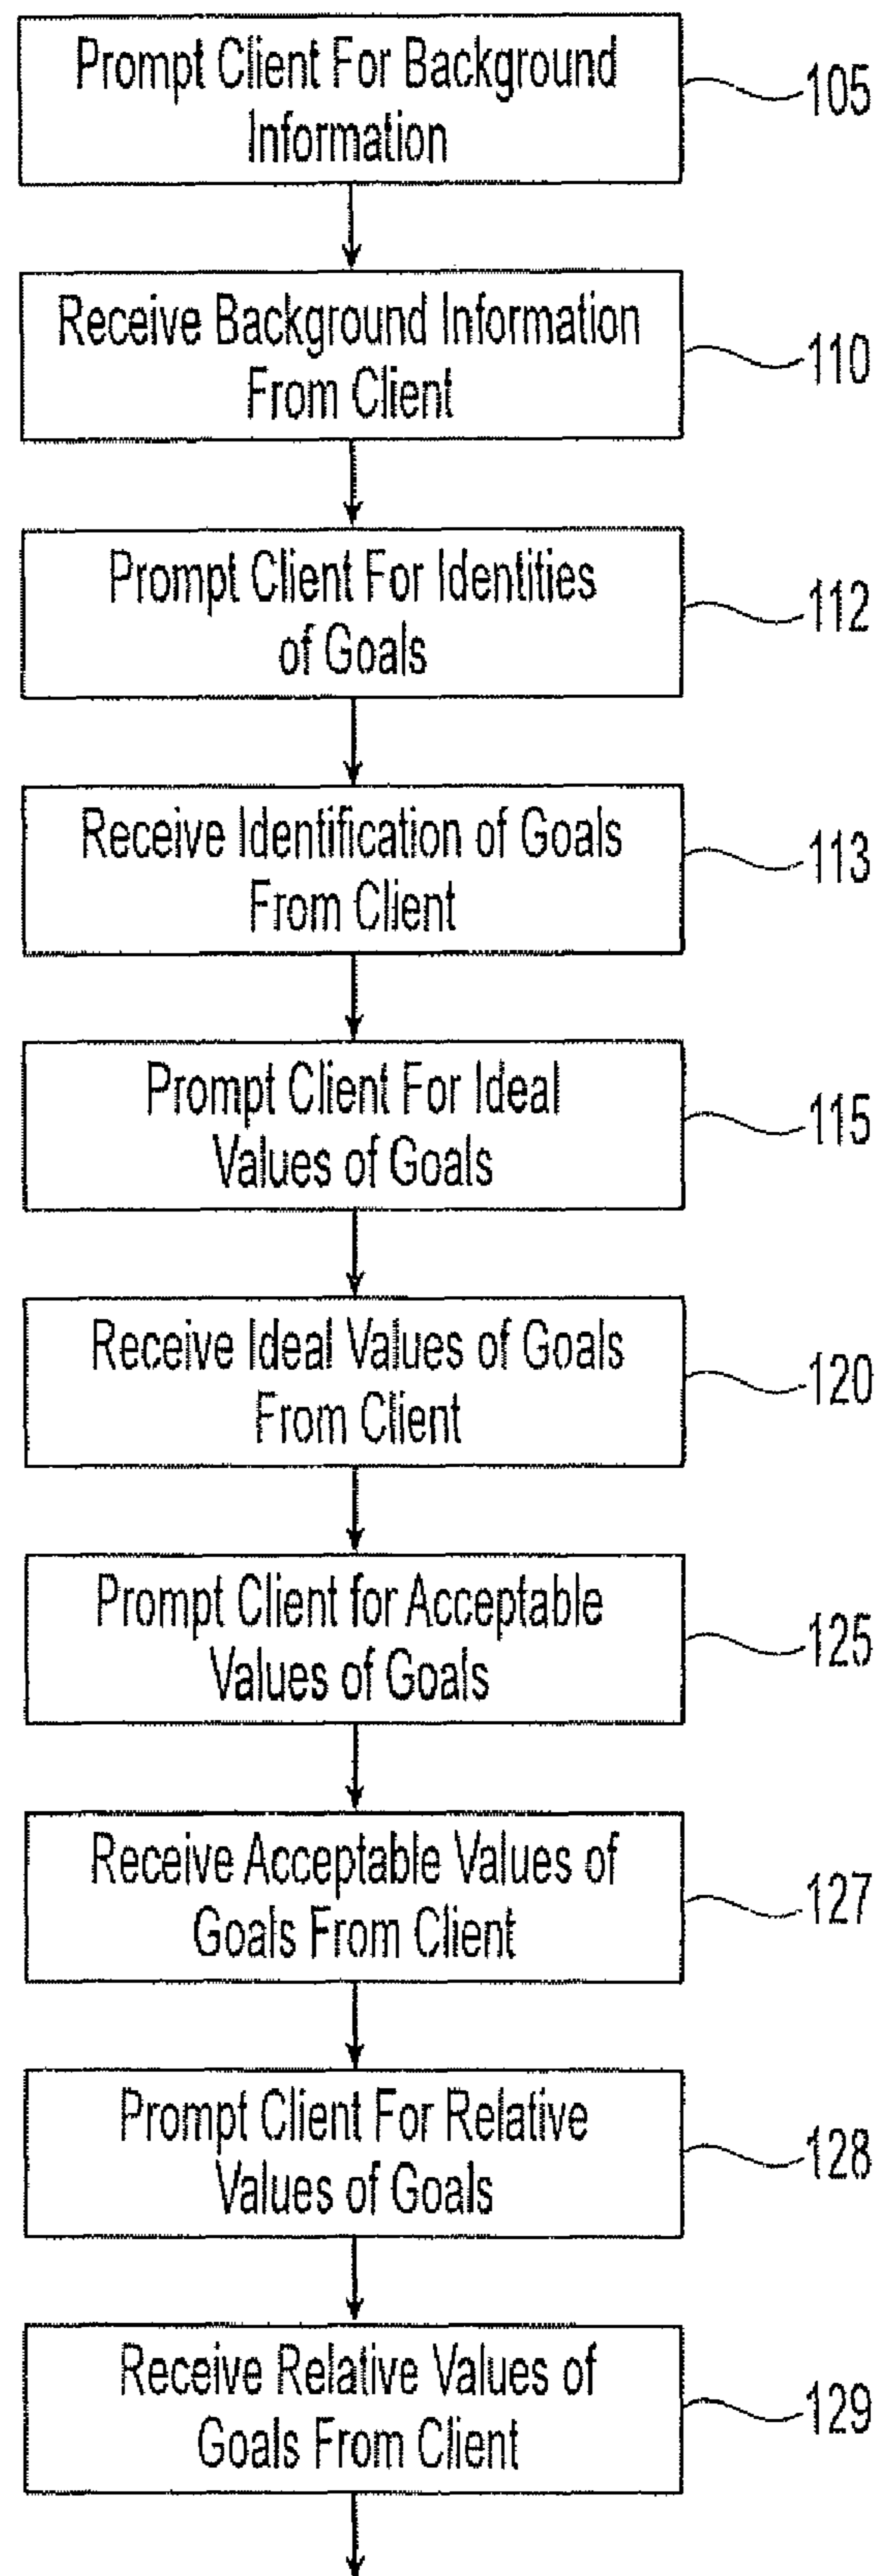 Prompt Client For Background
Information
105
Receive Background Information
From Client
110
Prompt Client For Identities
of Goals
112
Receive Identification of Goals
From Client
113
Prompt Client For Ideal
Values of Goals
115
Receive Ideal Values of Goals
From Client
120
Prompt Client for Acceptable
Values of Goals
125
Receive Acceptable Values of
Goals From Client
127
Prompt Client For Relative
Values of Goals
128
Receive Relative Values of
Goals From Client
129